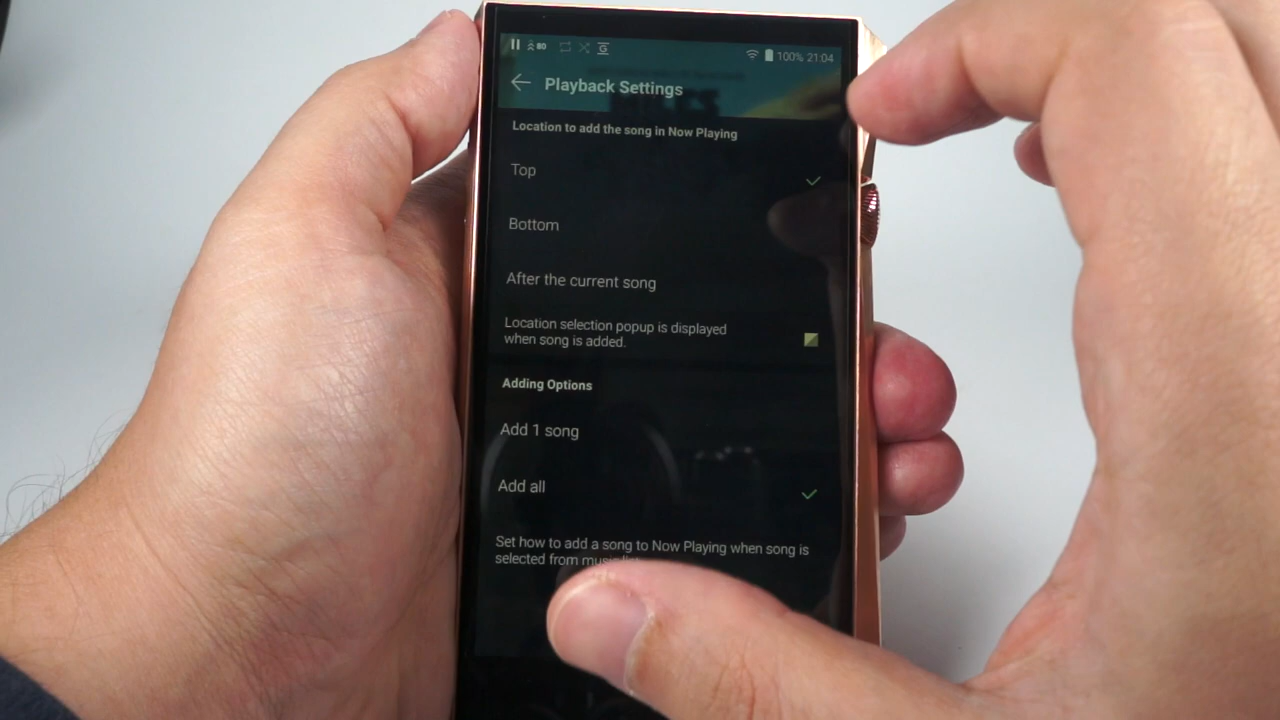 80 G 100% 21:04
Playback Settings
Location to add the song in Now Playing
Top
Bottom
After the current song
Location selection popup is displayed
when song is added.
Adding Options
Add 1 song
Add all
Set how to add a song to Now Playing when song is
selected from